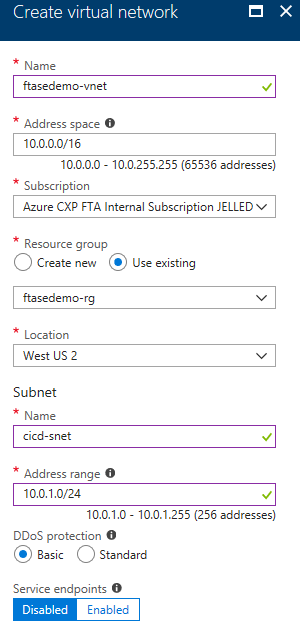 Create virtual network
* Name
ftasedemo-vnet
* Address space
10.0.0.0/16
10.0.0.0 - 10.0.255.255 (65536 addresses)
* Subscription
Azure CXP FTA Internal Subscription JELLED
* Resource group
Create new Use existing
ftasedemo-rg
* Location
West US 2
Subnet
* Name
cicd-snet
* Address range
10.0.1.0/24
10.0.1.0 - 10.0.1.255 (256 addresses)
DDoS protection
Basic Standard
Service endpoints
Disabled Enabled